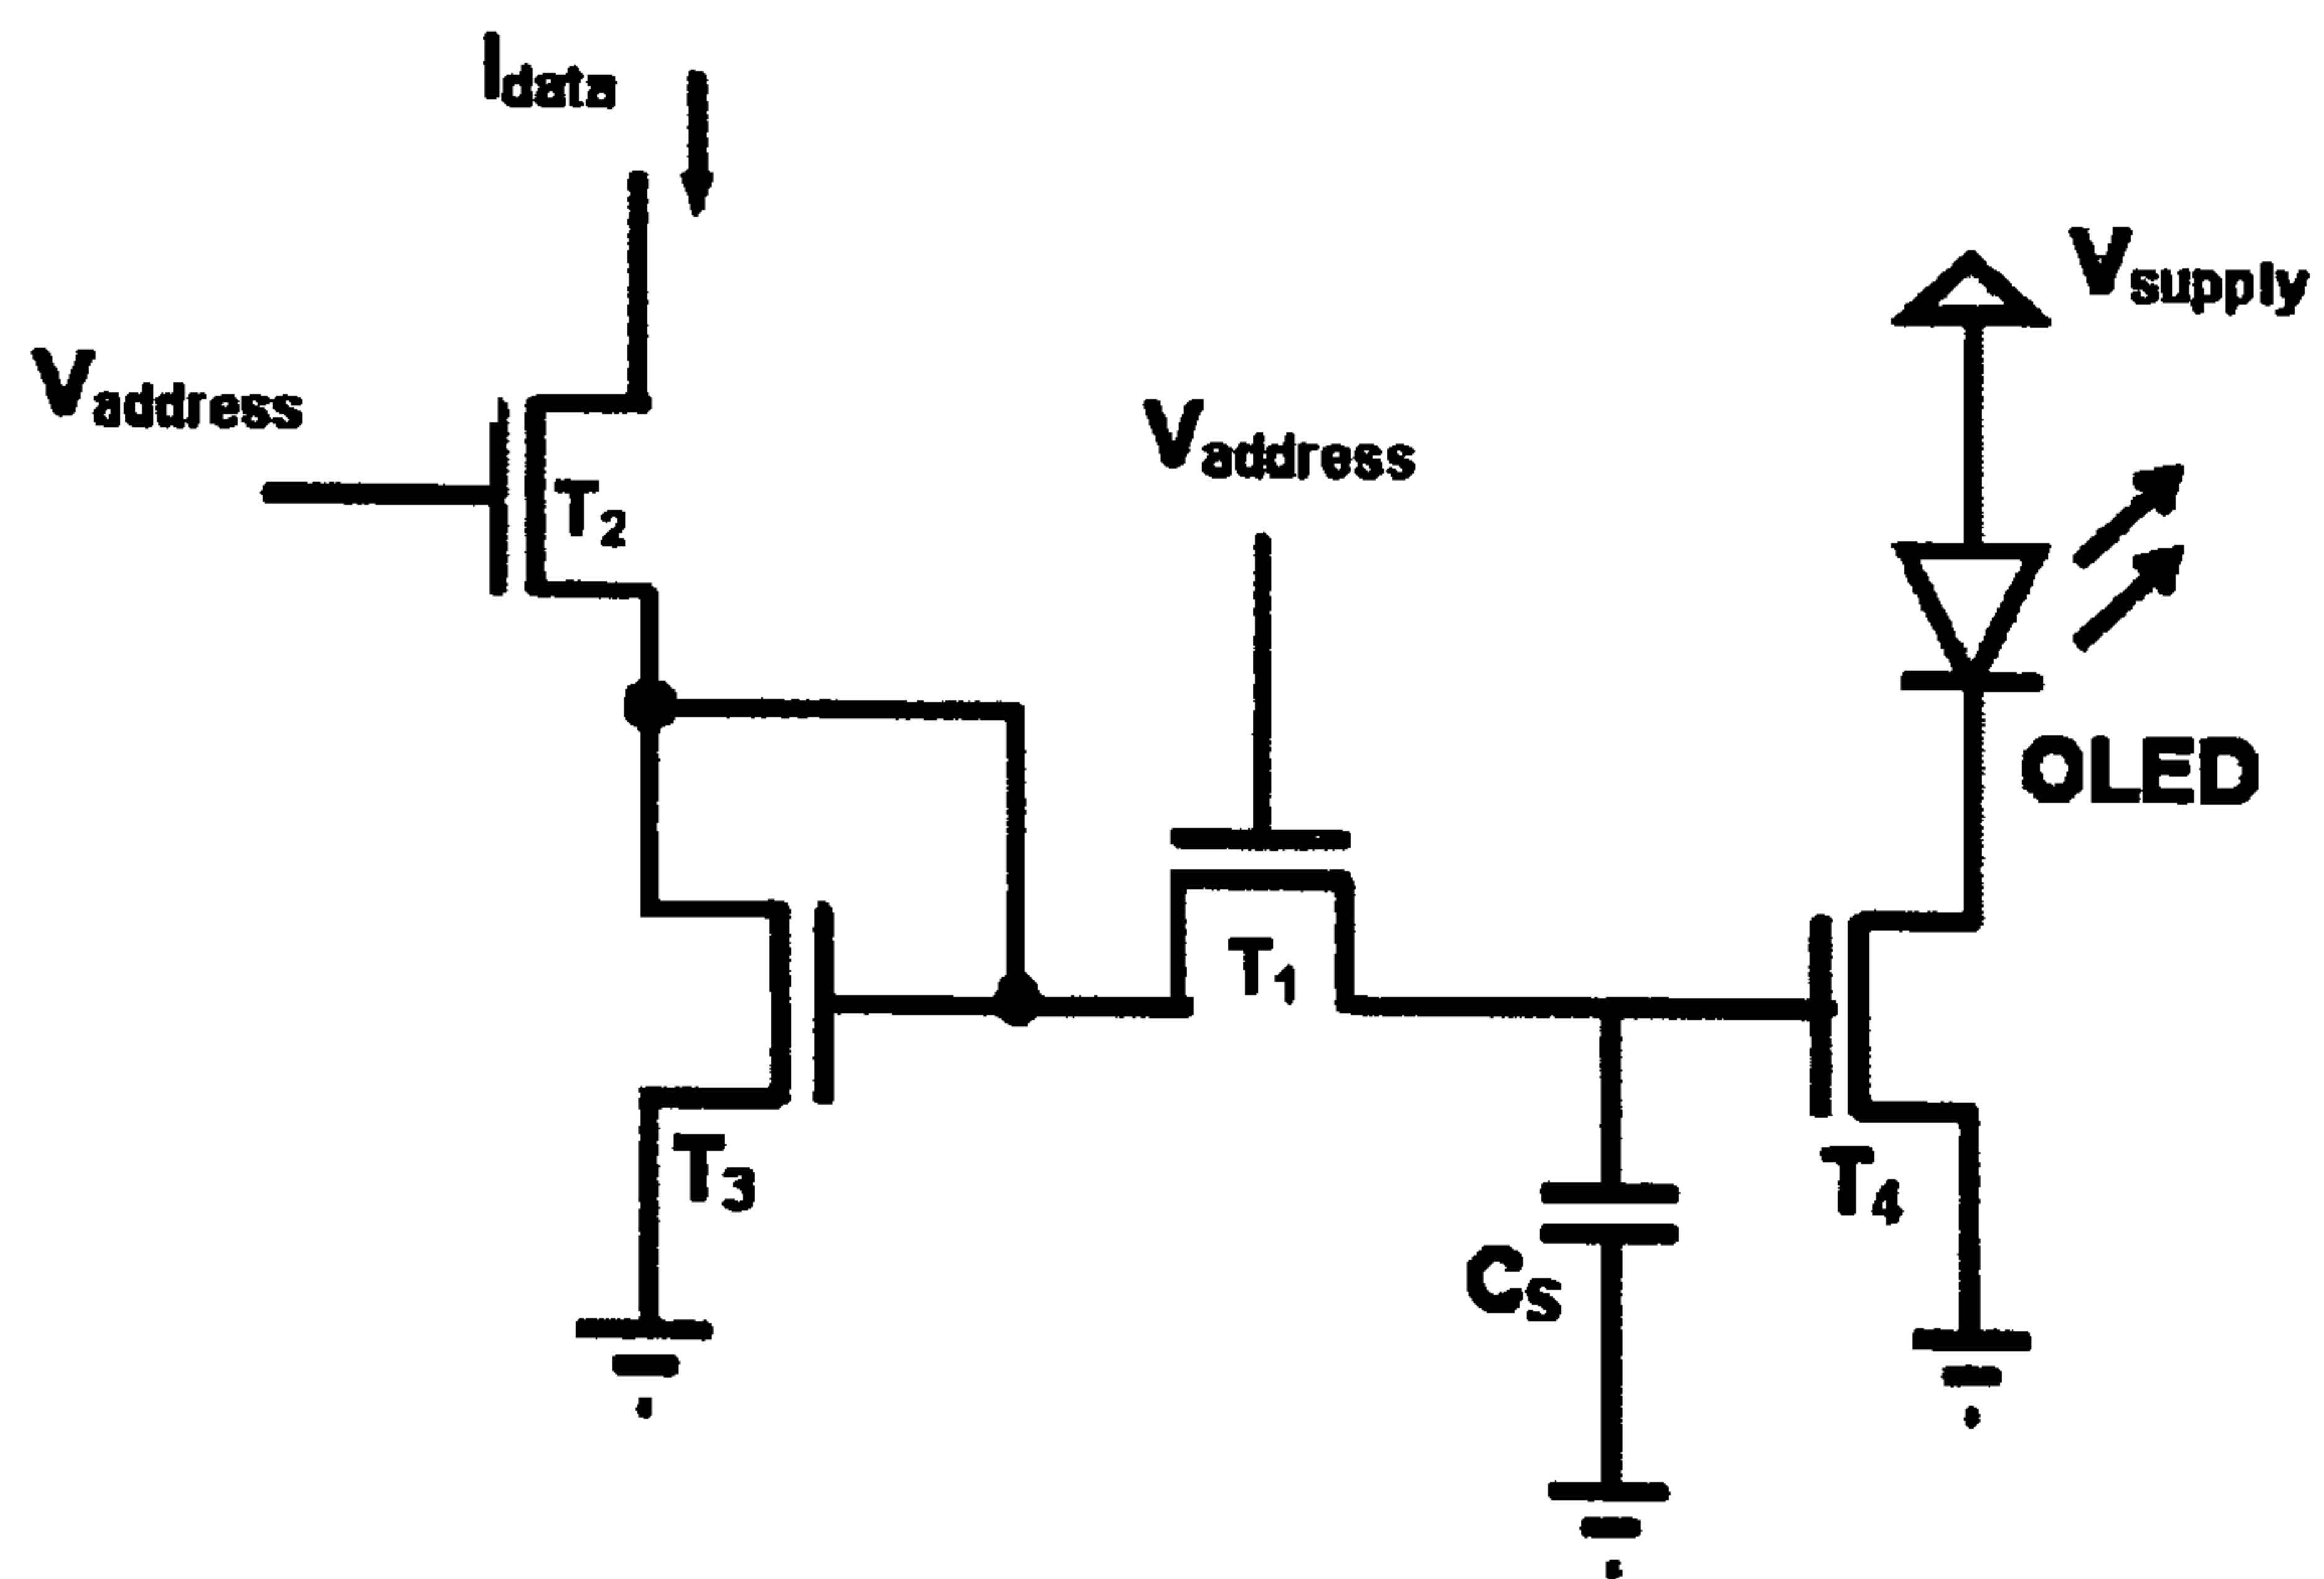 Idata
Vsupply
Vaddress
Vaddress
T2
OLED
T1
T3
T4
Cs